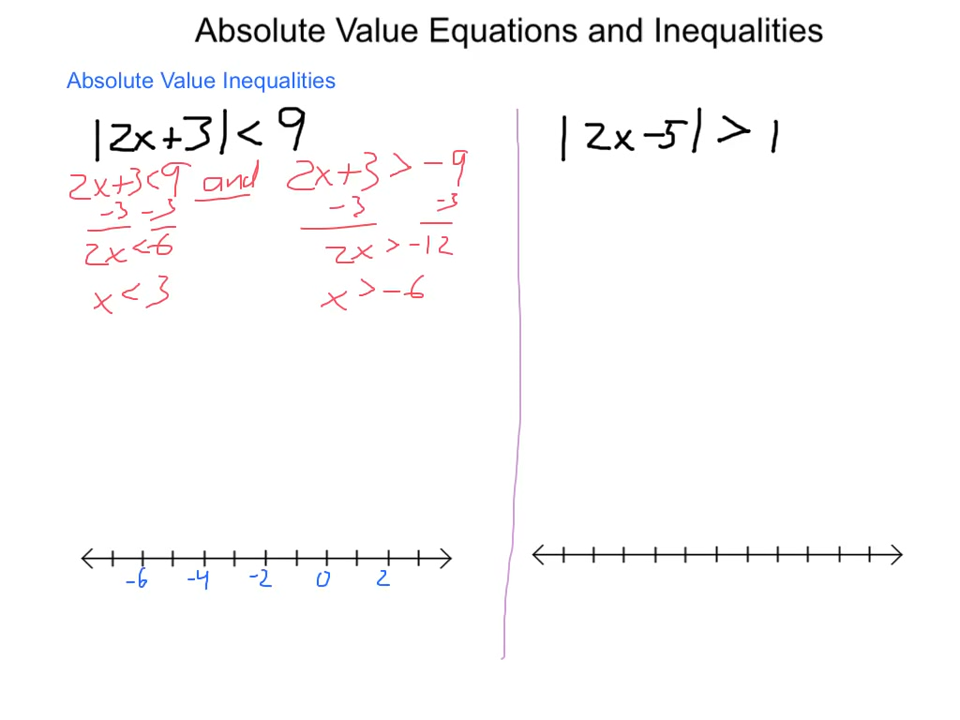 Absolute Value Equations and Inequalities
Absolute Value Inequalities
|2x+3| < 9
2x+3<9 and 2x+3 > -9
-3 -3 -3 -3
2x < 6 2x > -12
x < 3 x > -6
-6 -4 -2 0 2
|2x-5| > 1